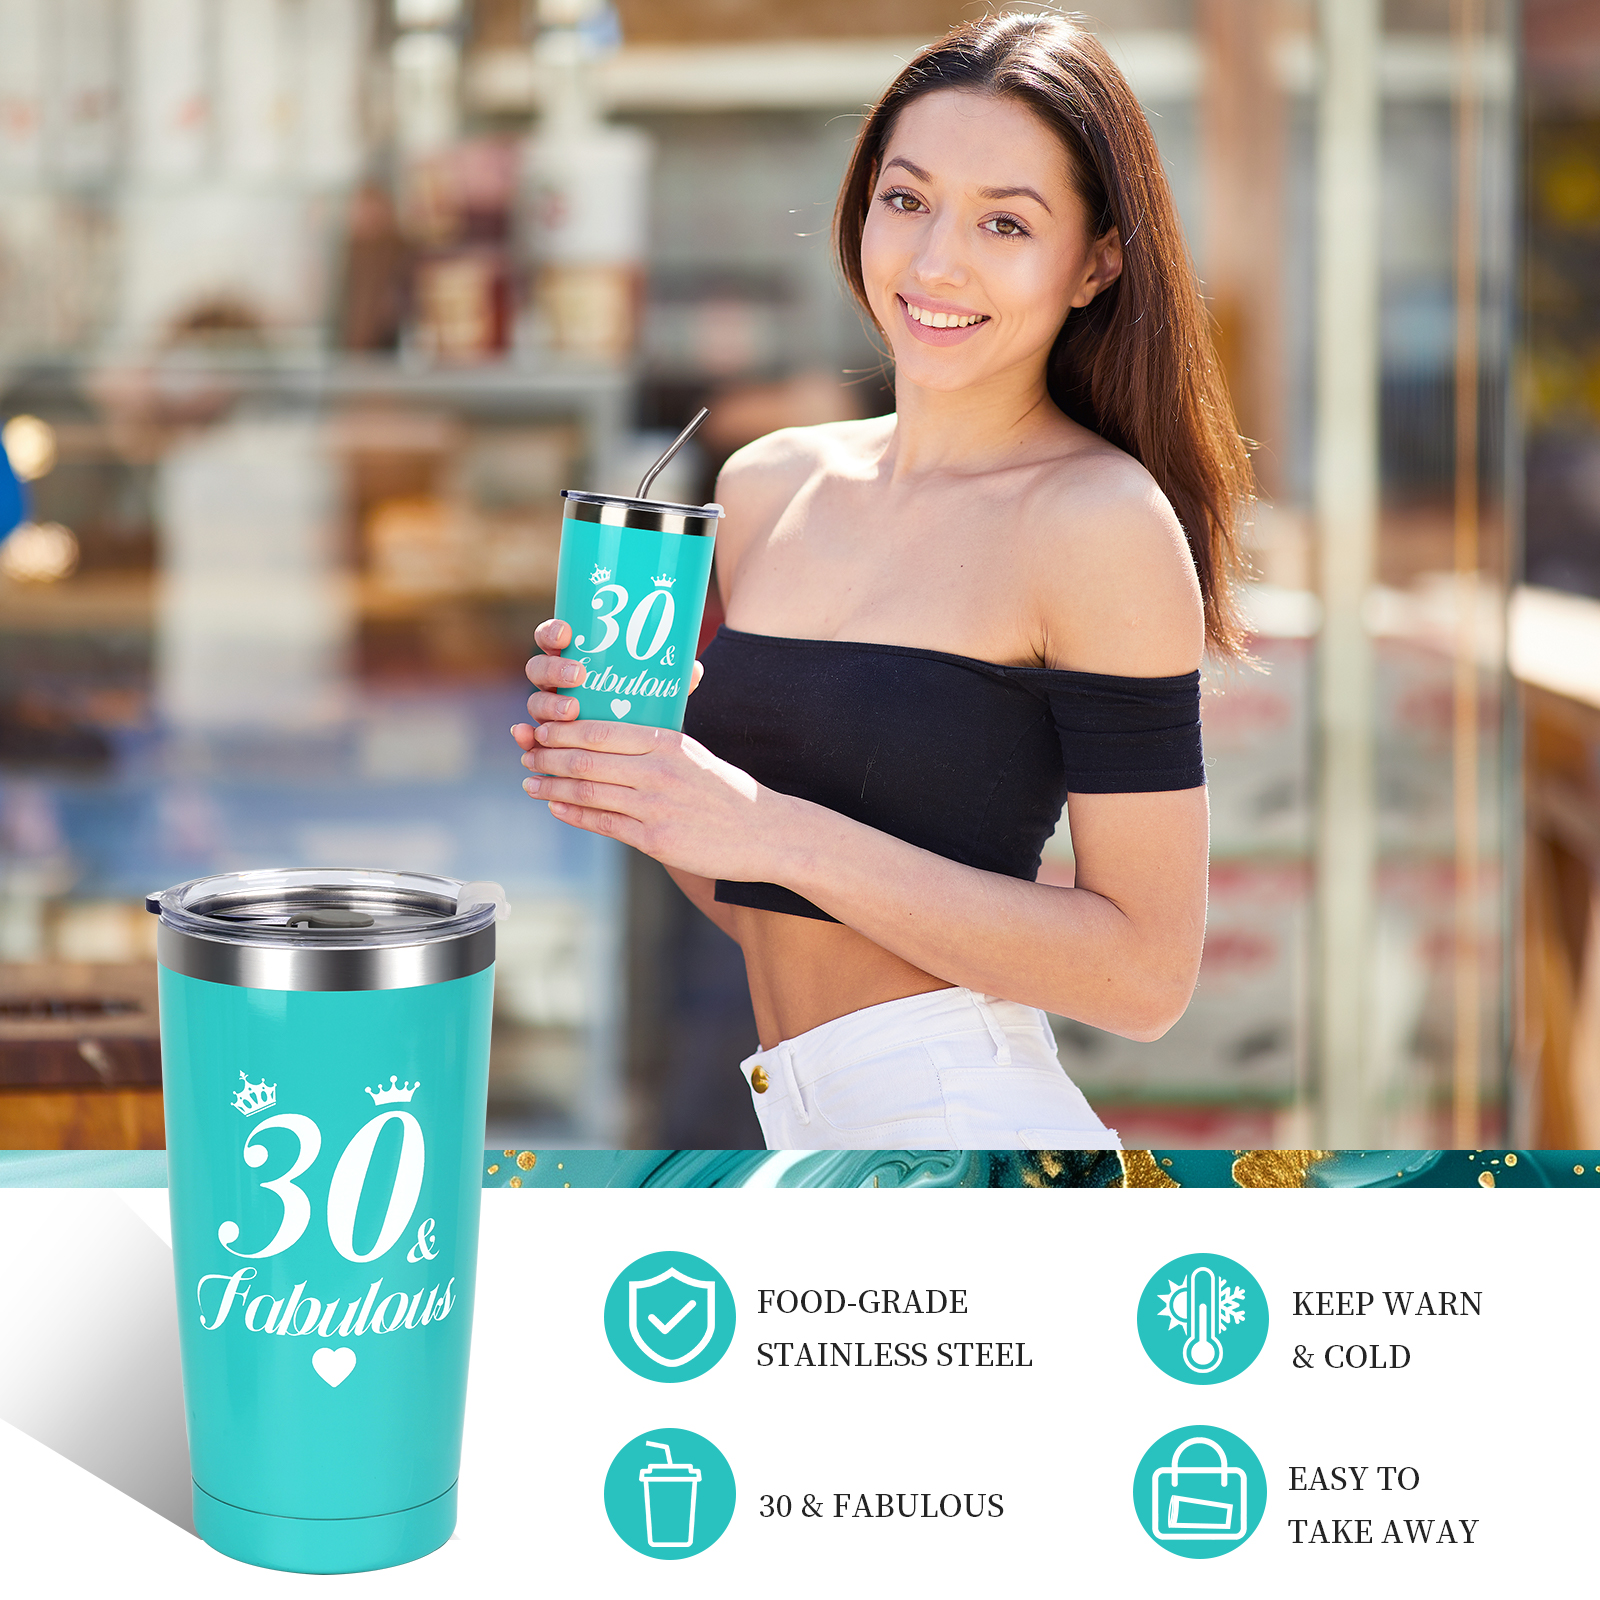 30
&
Fabulous
30
&
Fabulous
FOOD-GRADE
STAINLESS STEEL
KEEP WARN
& COLD
30 & FABULOUS
EASY TO
TAKE AWAY